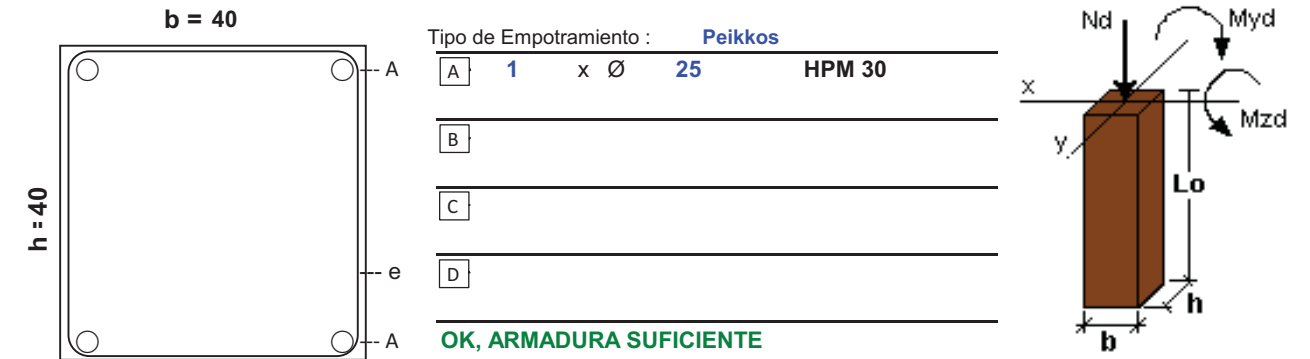 b = 40
h = 40
A
e
A
Tipo de Empotramiento : Peikkos
A 1 x Ø 25 HPM 30
B
C
D
OK, ARMADURA SUFICIENTE
Nd
Myd
x
Mzd
y
Lo
h
b